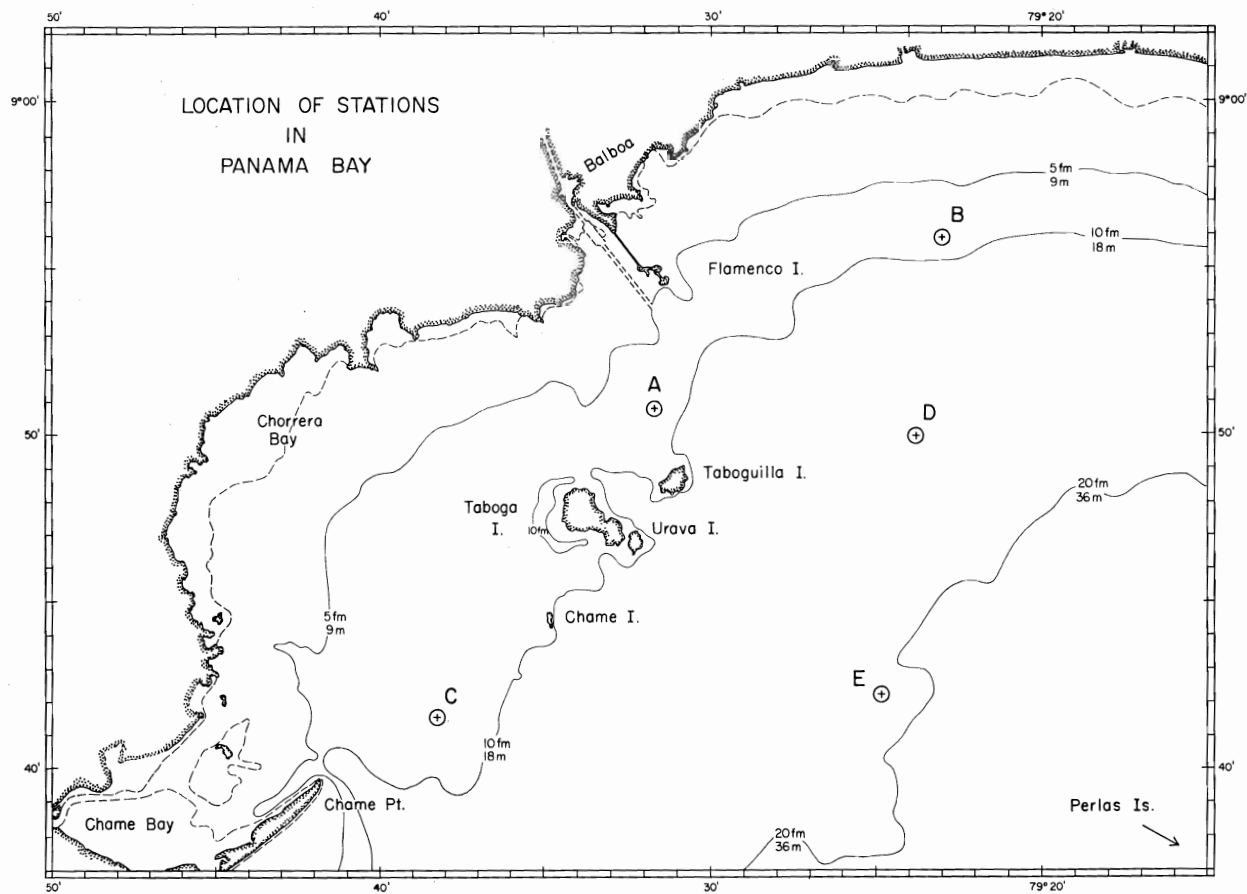 50'
40'
30'
79° 20'
9° 00'
9° 00'
LOCATION OF STATIONS
IN
PANAMA BAY
Balboa
5 fm
9 m
B
10 fm
18 m
Flamenco I.
A
D
Chorrera
Bay
50'
50'
Taboguilla I.
20 fm
36 m
Taboga
I.
10 fm
Urava I.
5 fm
9 m
Chame I.
E
C
10 fm
18 m
40'
40'
Chame Pt.
Perlas Is.
Chame Bay
20 fm
36 m
50'
40'
30'
79° 20'